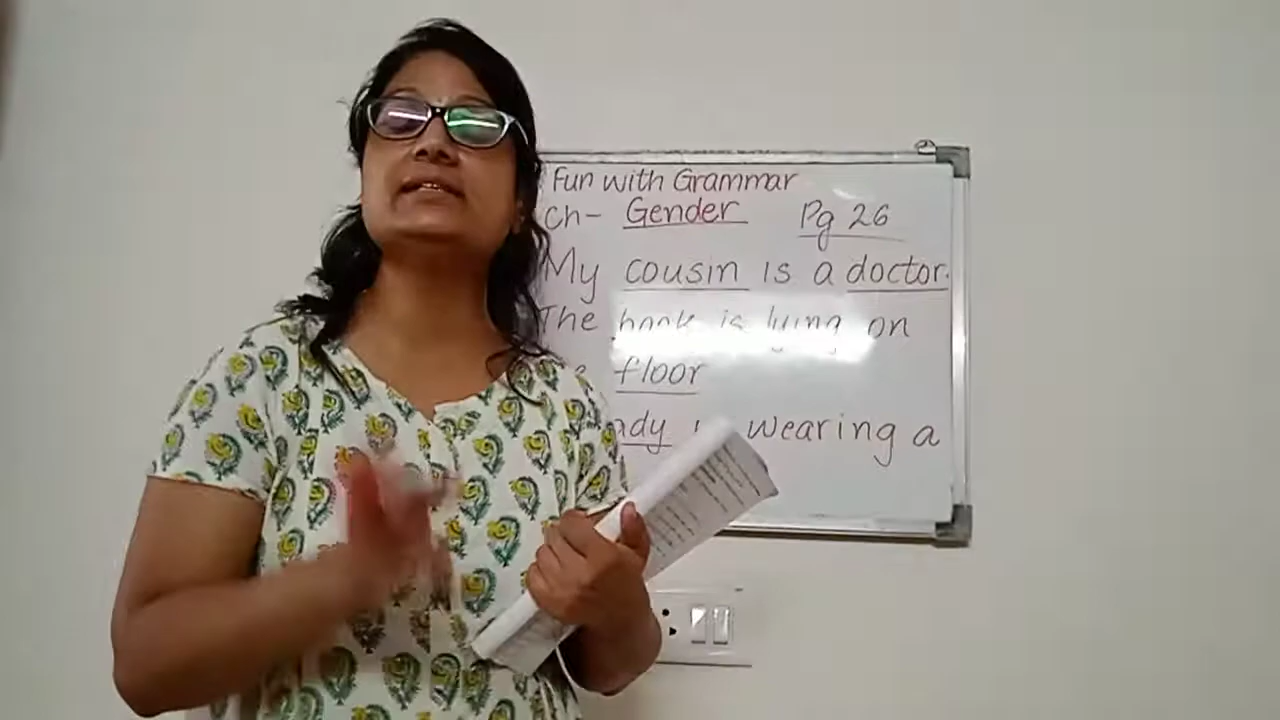 Fun with Grammar
Ch- Gender Pg 26
My cousin is a doctor.
The book is lying on
floor
wearing a